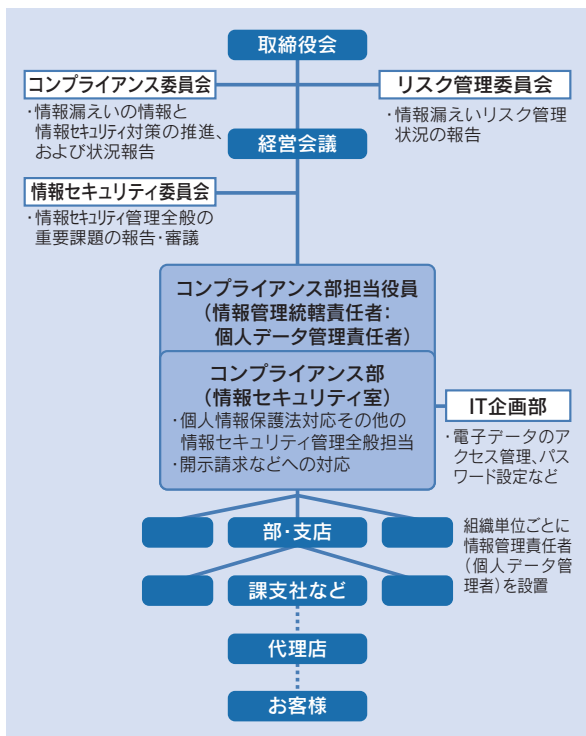 取締役会
コンプライアンス委員会
・情報漏えいの情報と
情報セキュリティ対策の推進、
および状況報告
リスク管理委員会
・情報漏えいリスク管理
状況の報告
経営会議
情報セキュリティ委員会
・情報セキュリティ管理全般の
重要課題の報告・審議
コンプライアンス部担当役員
（情報管理統轄責任者：
個人データ管理責任者）
コンプライアンス部
（情報セキュリティ室）
・個人情報保護法対応その他の
情報セキュリティ管理全般担当
・開示請求などへの対応
IT企画部
・電子データのア
クセス管理、パス
ワード設定など
部・支店
組織単位ごとに
情報管理責任者
（個人データ管
理者）を設置
課支社など
代理店
お客様